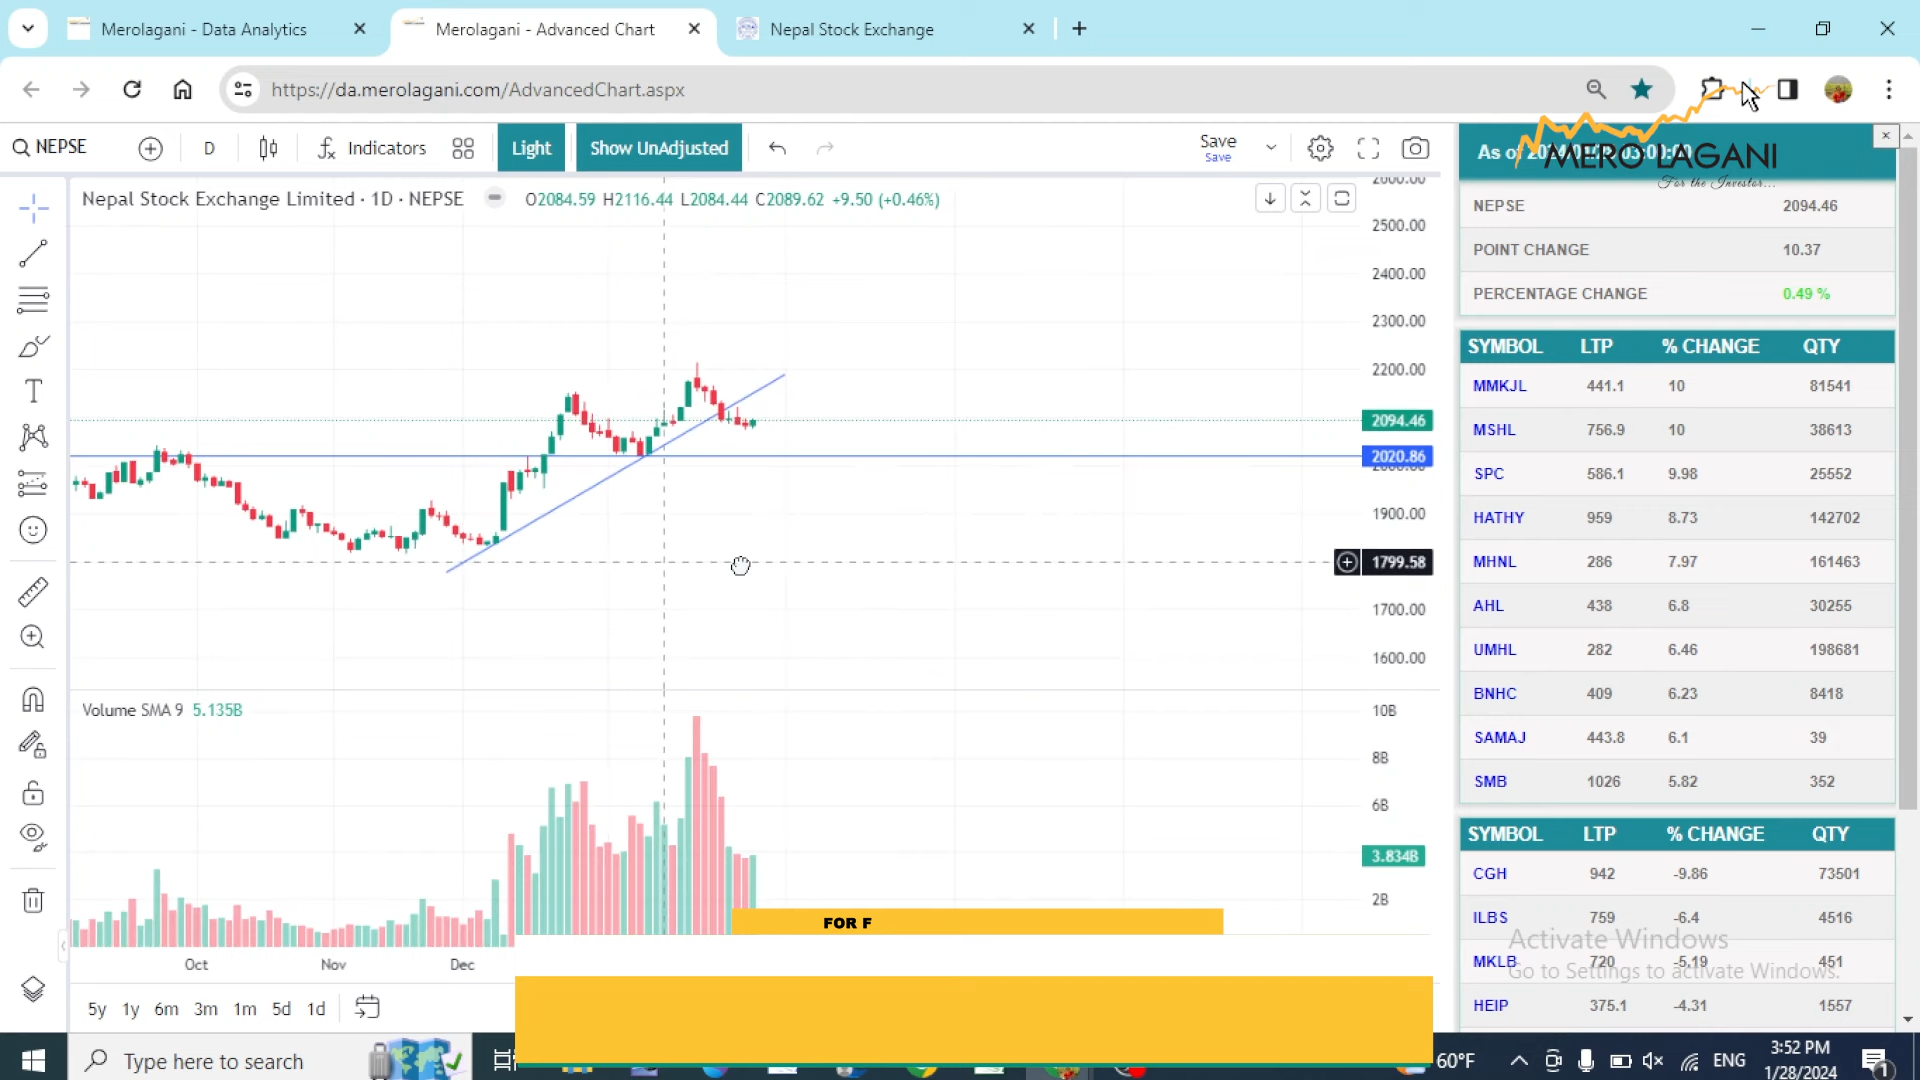 Merolagani - Data Analytics
Merolagani - Advanced Chart
Nepal Stock Exchange
https://da.merolagani.com/AdvancedChart.aspx
NEPSE
D
Indicators
Light
Show UnAdjusted
Save
Save
MERO LAGANI
For the Investor...
Nepal Stock Exchange Limited · 1D · NEPSE
O2084.59 H2116.44 L2084.44 C2089.62 +9.50 (+0.46%)
2500.00
2400.00
2300.00
2200.00
2094.46
2020.86
1900.00
1799.58
1700.00
1600.00
Volume SMA 9 5.135B
10B
8B
6B
3.834B
2B
Oct Nov Dec
FOR F
5y 1y 6m 3m 1m 5d 1d
NEPSE 2094.46
POINT CHANGE 10.37
PERCENTAGE CHANGE 0.49 %
SYMBOL LTP % CHANGE QTY
MMKJL 441.1 10 81541
MSHL 756.9 10 38613
SPC 586.1 9.98 25552
HATHY 959 8.73 142702
MHNL 286 7.97 161463
AHL 438 6.8 30255
UMHL 282 6.46 198681
BNHC 409 6.23 8418
SAMAJ 443.8 6.1 39
SMB 1026 5.82 352
SYMBOL LTP % CHANGE QTY
CGH 942 -9.86 73501
ILBS 759 -6.4 4516
Activate Windows
MKLB 720 -5.19 451
Go to Settings to activate Windows.
HEIP 375.1 -4.31 1557
Type here to search
60°F
ENG
3:52 PM
1/28/2024
1